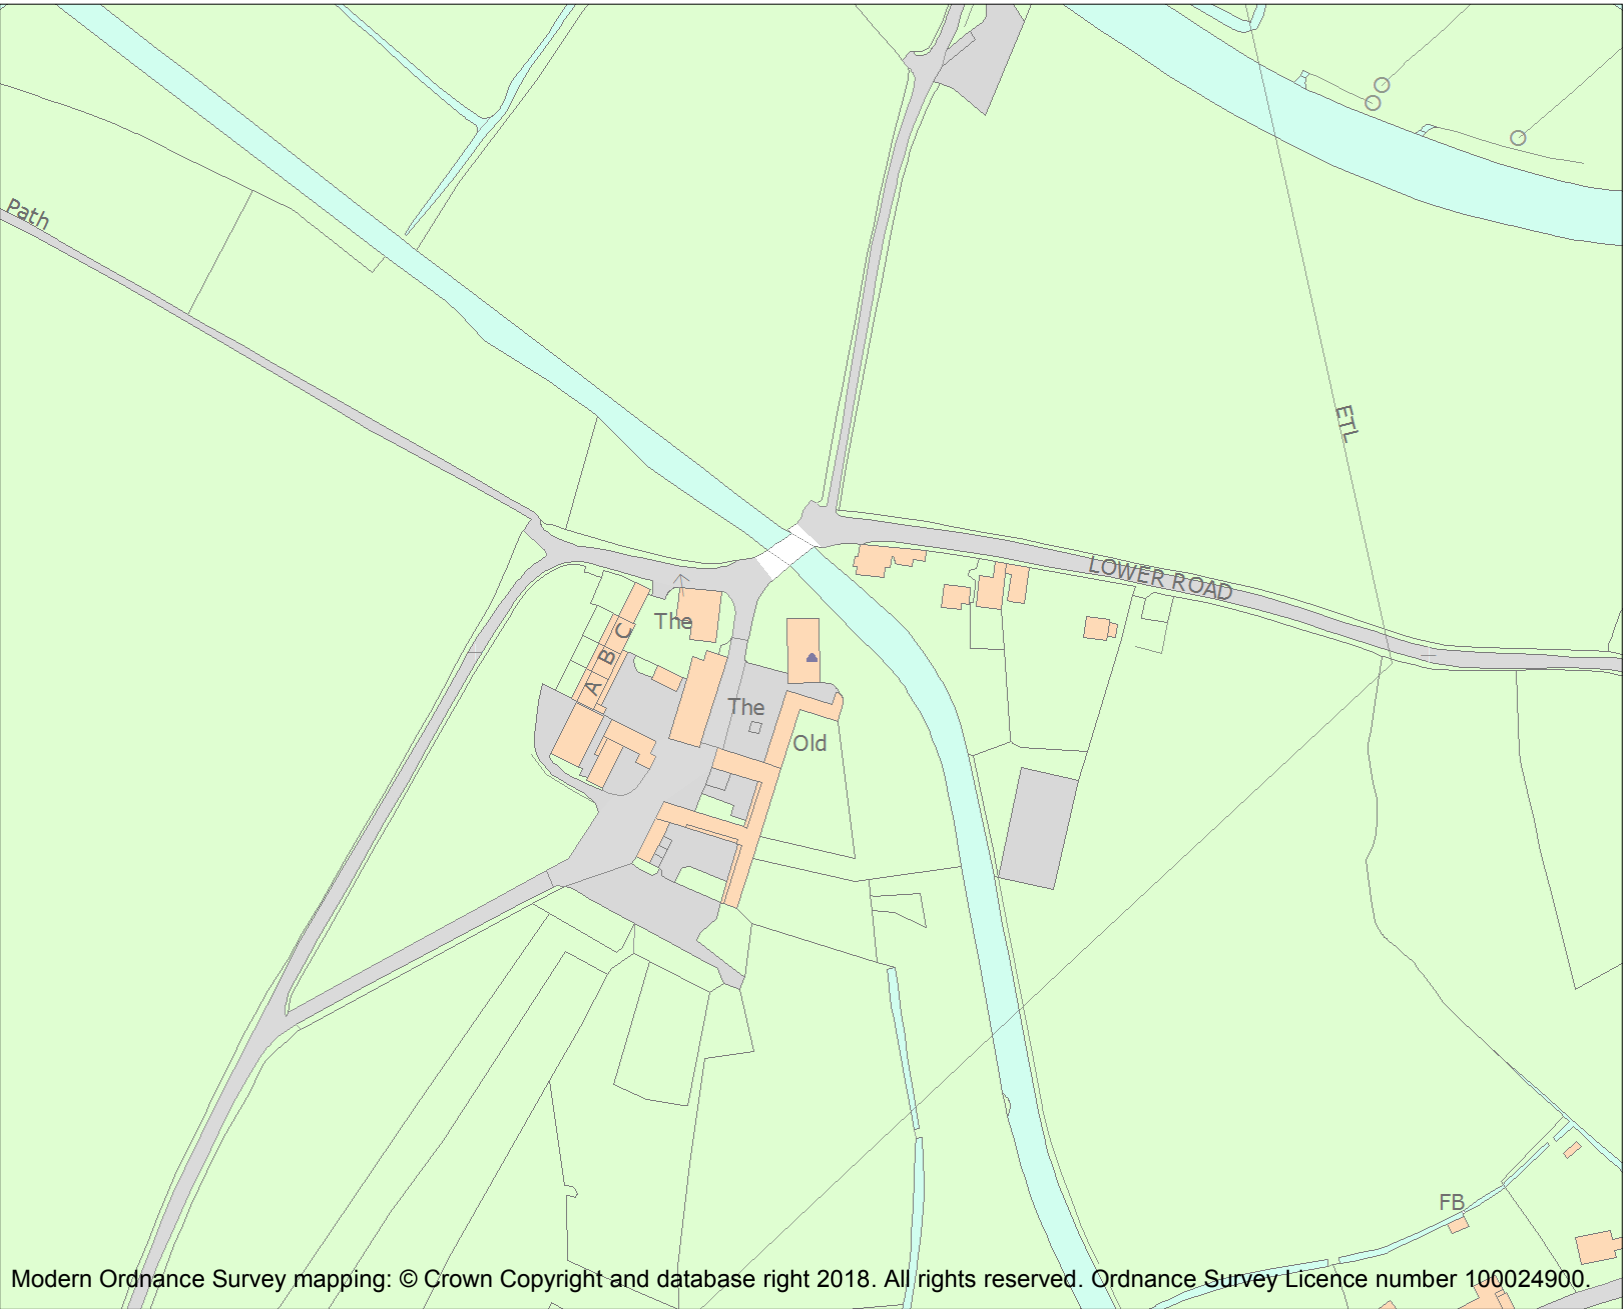 Path
ETL
LOWER ROAD
The
C
B
A
The
Old
FB
Modern Ordnance Survey mapping: © Crown Copyright and database right 2018. All rights reserved. Ordnance Survey Licence number 100024900.